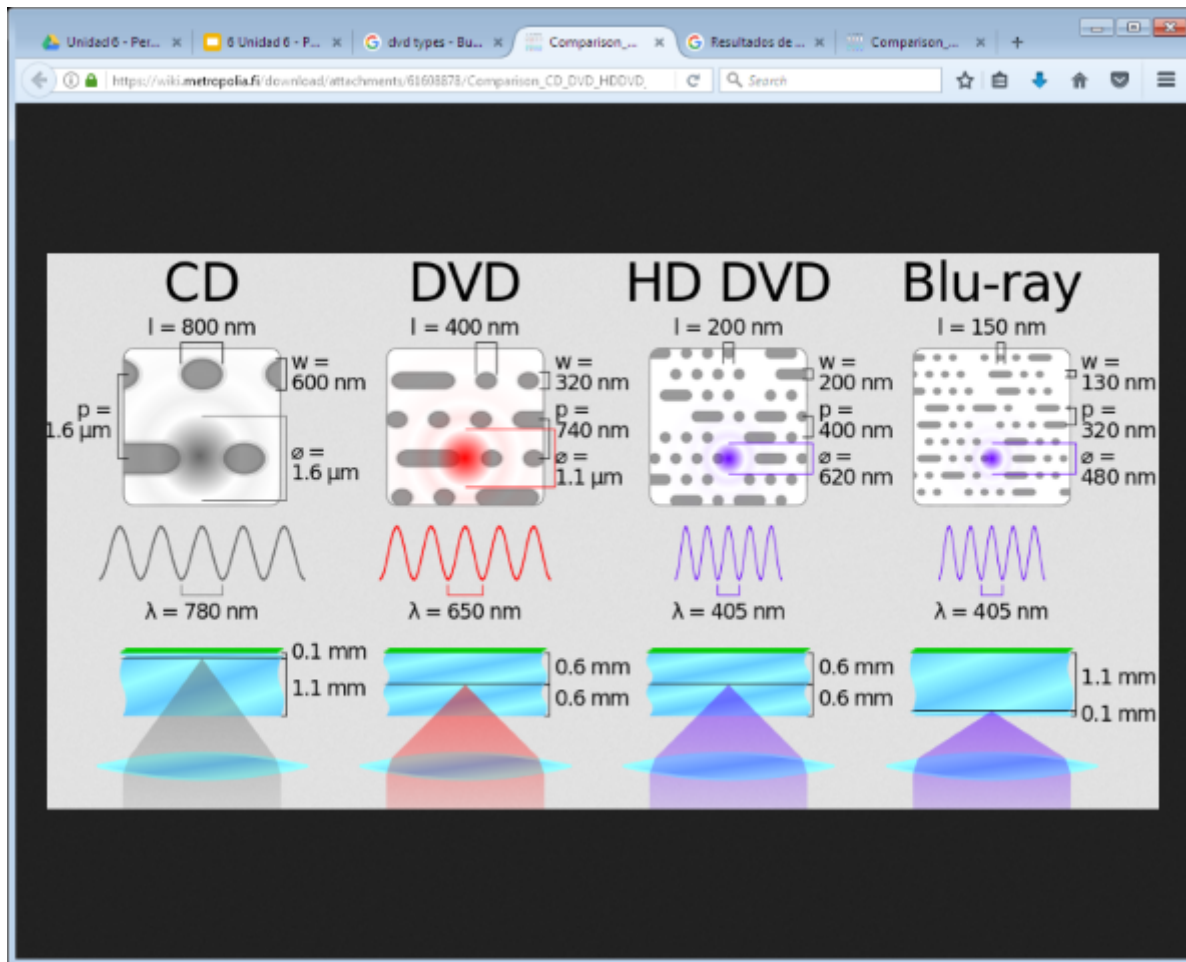 Unidad 6 - Per...
6 Unidad 6 - P...
dvd types - Bu...
Comparison_...
Resultados de ...
Comparison_...
https://wiki.metropolia.fi/download/attachments/61608878/Comparison_CD_DVD_HDDVD_
Search
CD
l = 800 nm
w =
600 nm
p =
1.6 µm
⌀ =
1.6 µm
λ = 780 nm
0.1 mm
1.1 mm
DVD
l = 400 nm
w =
320 nm
p =
740 nm
⌀ =
1.1 µm
λ = 650 nm
0.6 mm
0.6 mm
HD DVD
l = 200 nm
w =
200 nm
p =
400 nm
⌀ =
620 nm
λ = 405 nm
0.6 mm
0.6 mm
Blu-ray
l = 150 nm
w =
130 nm
p =
320 nm
⌀ =
480 nm
λ = 405 nm
1.1 mm
0.1 mm